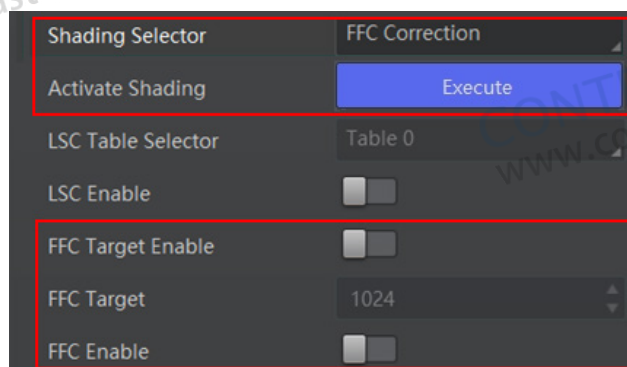 Shading Selector FFC Correction
Activate Shading Execute
LSC Table Selector Table 0
LSC Enable
FFC Target Enable
FFC Target 1024
FFC Enable